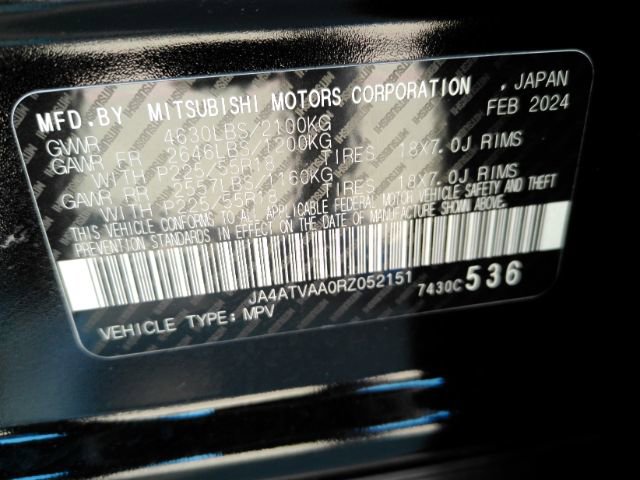 MFD.BY MITSUBISHI MOTORS CORPORATION , JAPAN
FEB 2024
GVWR 4630LBS/2100KG
GAWR FR 2646LBS/1200KG
WITH P225/55R18 TIRES, 18X7.0J RIMS
GAWR RR 2557LBS/1160KG
WITH P225/55R18 TIRES, 18X7.0J RIMS
THIS VEHICLE CONFORMS TO ALL APPLICABLE FEDERAL MOTOR VEHICLE SAFETY AND THEFT
PREVENTION STANDARDS IN EFFECT ON THE DATE OF MANUFACTURE SHOWN ABOVE.
JA4ATVAA0RZ052151 7430C 536
VEHICLE TYPE: MPV